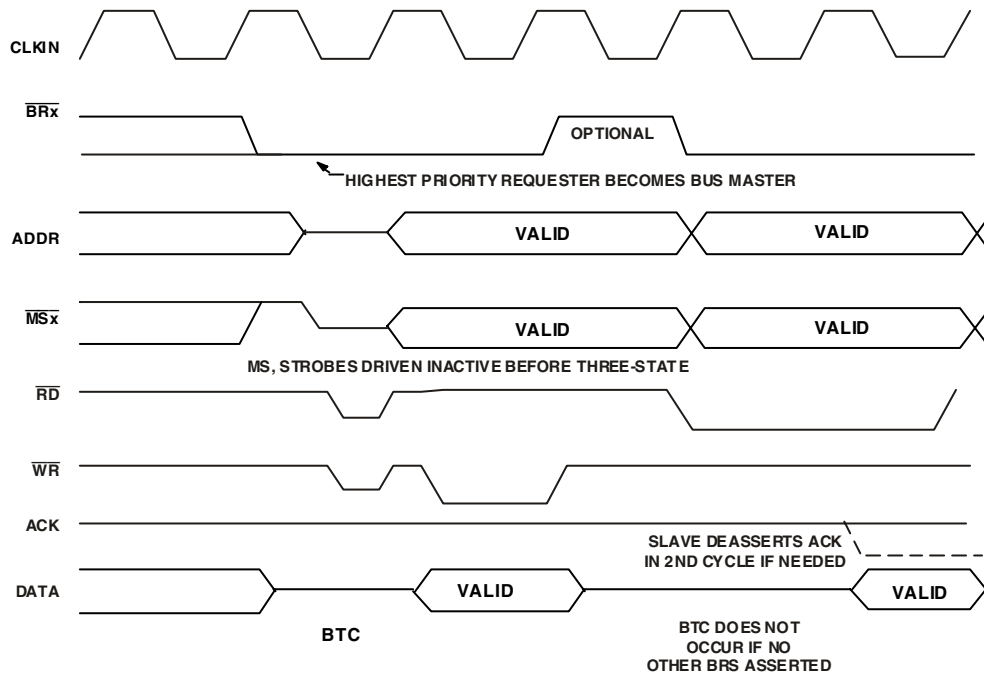 CLKIN
BRx
OPTIONAL
HIGHEST PRIORITY REQUESTER BECOMES BUS MASTER
ADDR
VALID
VALID
MSx
VALID
VALID
MS, STROBES DRIVEN INACTIVE BEFORE THREE-STATE
RD
WR
ACK
SLAVE DEASSERTS ACK
IN 2ND CYCLE IF NEEDED
DATA
VALID
VALID
BTC
BTC DOES NOT
OCCUR IF NO
OTHER BRS ASSERTED